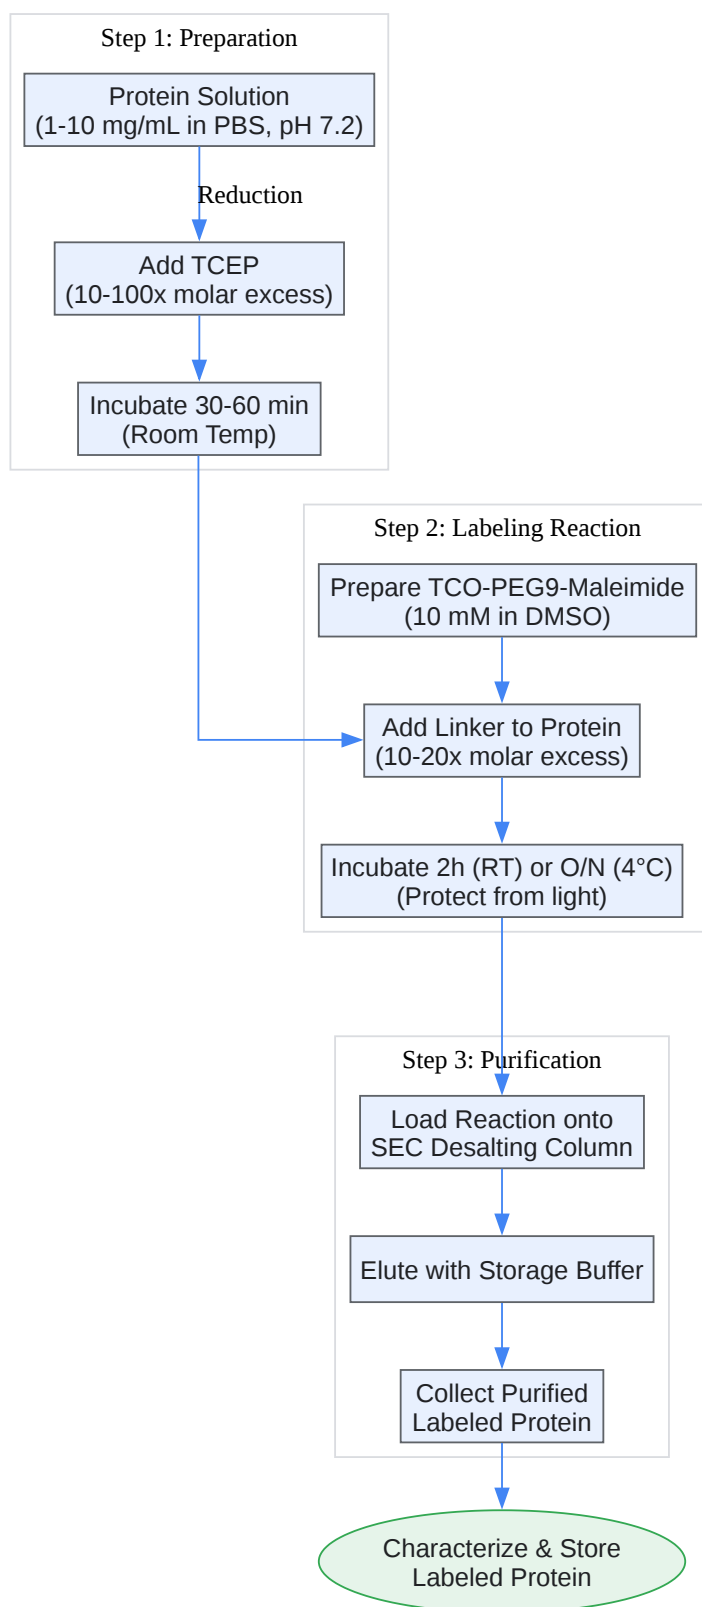 Step 1: Preparation
Protein Solution
(1-10 mg/mL in PBS, pH 7.2)
Reduction
Add TCEP
(10-100x molar excess)
Incubate 30-60 min
(Room Temp)
Step 2: Labeling Reaction
Prepare TCO-PEG9-Maleimide
(10 mM in DMSO)
Add Linker to Protein
(10-20x molar excess)
Incubate 2h (RT) or O/N (4°C)
(Protect from light)
Step 3: Purification
Load Reaction onto
SEC Desalting Column
Elute with Storage Buffer
Collect Purified
Labeled Protein
Characterize & Store
Labeled Protein